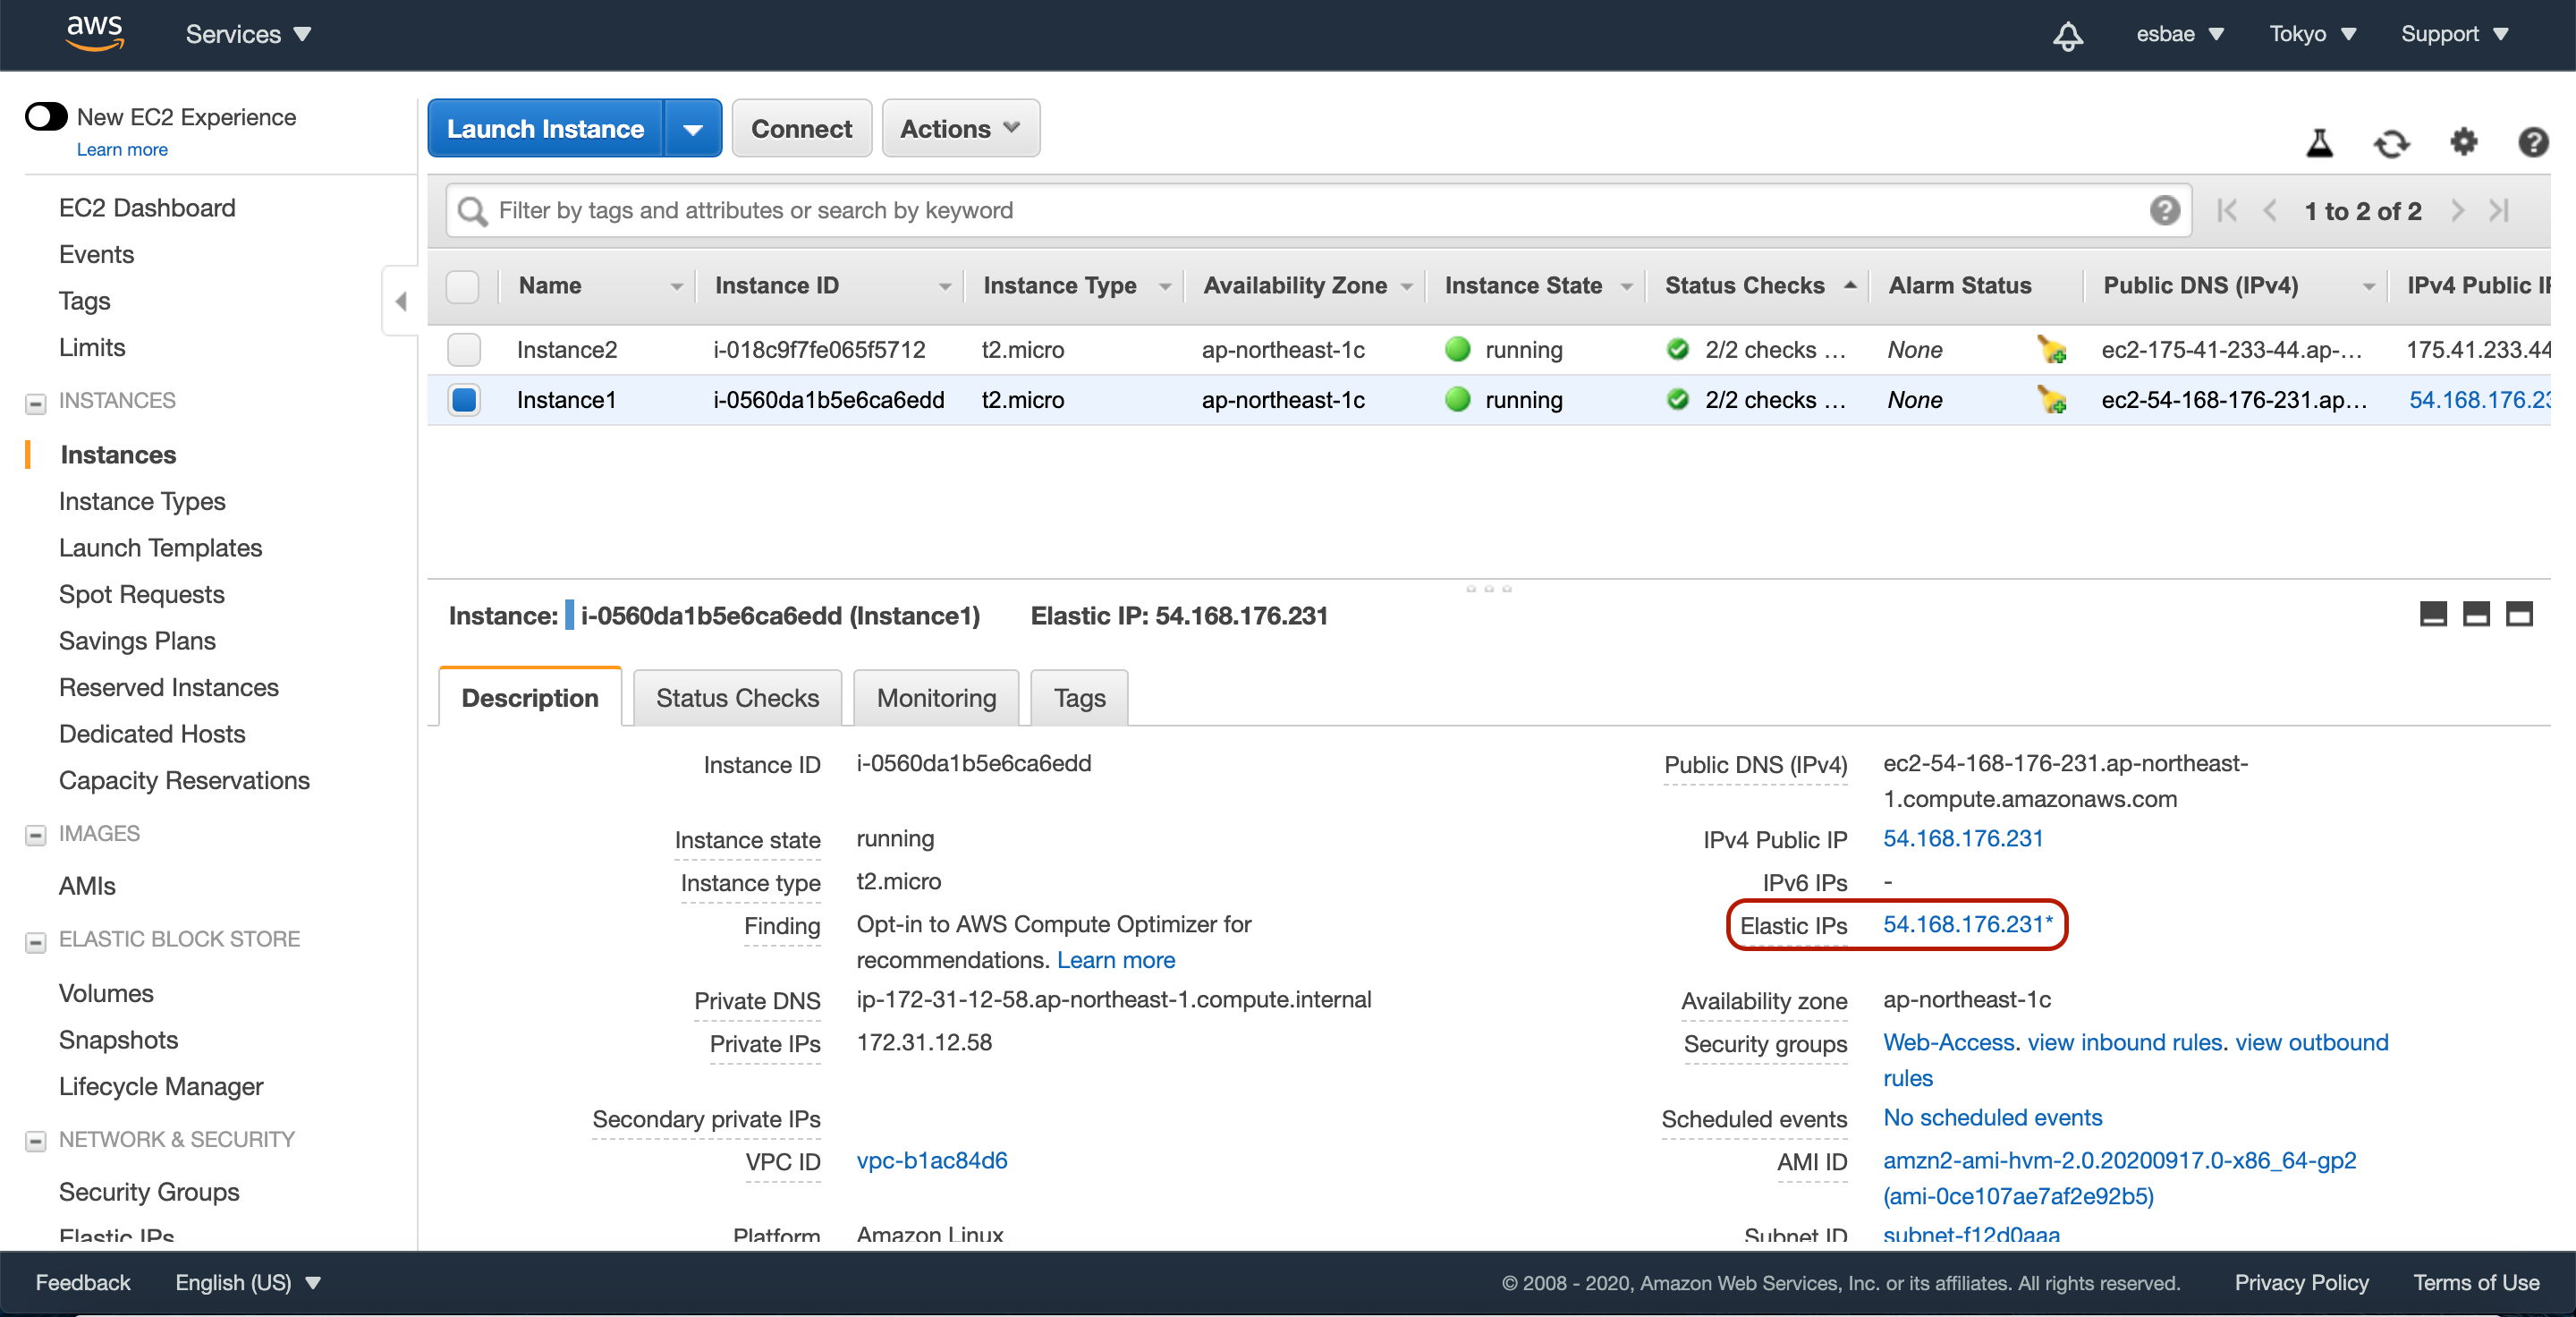 aws
Services
esbae
Tokyo
Support
New EC2 Experience
Learn more
EC2 Dashboard
Events
Tags
Limits
INSTANCES
Instances
Instance Types
Launch Templates
Spot Requests
Savings Plans
Reserved Instances
Dedicated Hosts
Capacity Reservations
IMAGES
AMIs
ELASTIC BLOCK STORE
Volumes
Snapshots
Lifecycle Manager
NETWORK & SECURITY
Security Groups
Elastic IPs
Launch Instance
Connect
Actions
Filter by tags and attributes or search by keyword
1 to 2 of 2
Name Instance ID Instance Type Availability Zone Instance State Status Checks Alarm Status Public DNS (IPv4) IPv4 Public IP
Instance2 i-018c9f7fe065f5712 t2.micro ap-northeast-1c running 2/2 checks ... None ec2-175-41-233-44.ap-... 175.41.233.44
Instance1 i-0560da1b5e6ca6edd t2.micro ap-northeast-1c running 2/2 checks ... None ec2-54-168-176-231.ap... 54.168.176.23
Instance: i-0560da1b5e6ca6edd (Instance1) Elastic IP: 54.168.176.231
Description
Status Checks
Monitoring
Tags
Instance ID i-0560da1b5e6ca6edd
Instance state running
Instance type t2.micro
Finding Opt-in to AWS Compute Optimizer for
recommendations. Learn more
Private DNS ip-172-31-12-58.ap-northeast-1.compute.internal
Private IPs 172.31.12.58
Secondary private IPs
VPC ID vpc-b1ac84d6
Platform Amazon Linux
Public DNS (IPv4) ec2-54-168-176-231.ap-northeast-
1.compute.amazonaws.com
IPv4 Public IP 54.168.176.231
IPv6 IPs -
Elastic IPs 54.168.176.231*
Availability zone ap-northeast-1c
Security groups Web-Access. view inbound rules. view outbound
rules
Scheduled events No scheduled events
AMI ID amzn2-ami-hvm-2.0.20200917.0-x86_64-gp2
(ami-0ce107ae7af2e92b5)
Subnet ID subnet-f12d0aaa
Feedback
English (US)
© 2008 - 2020, Amazon Web Services, Inc. or its affiliates. All rights reserved.
Privacy Policy
Terms of Use